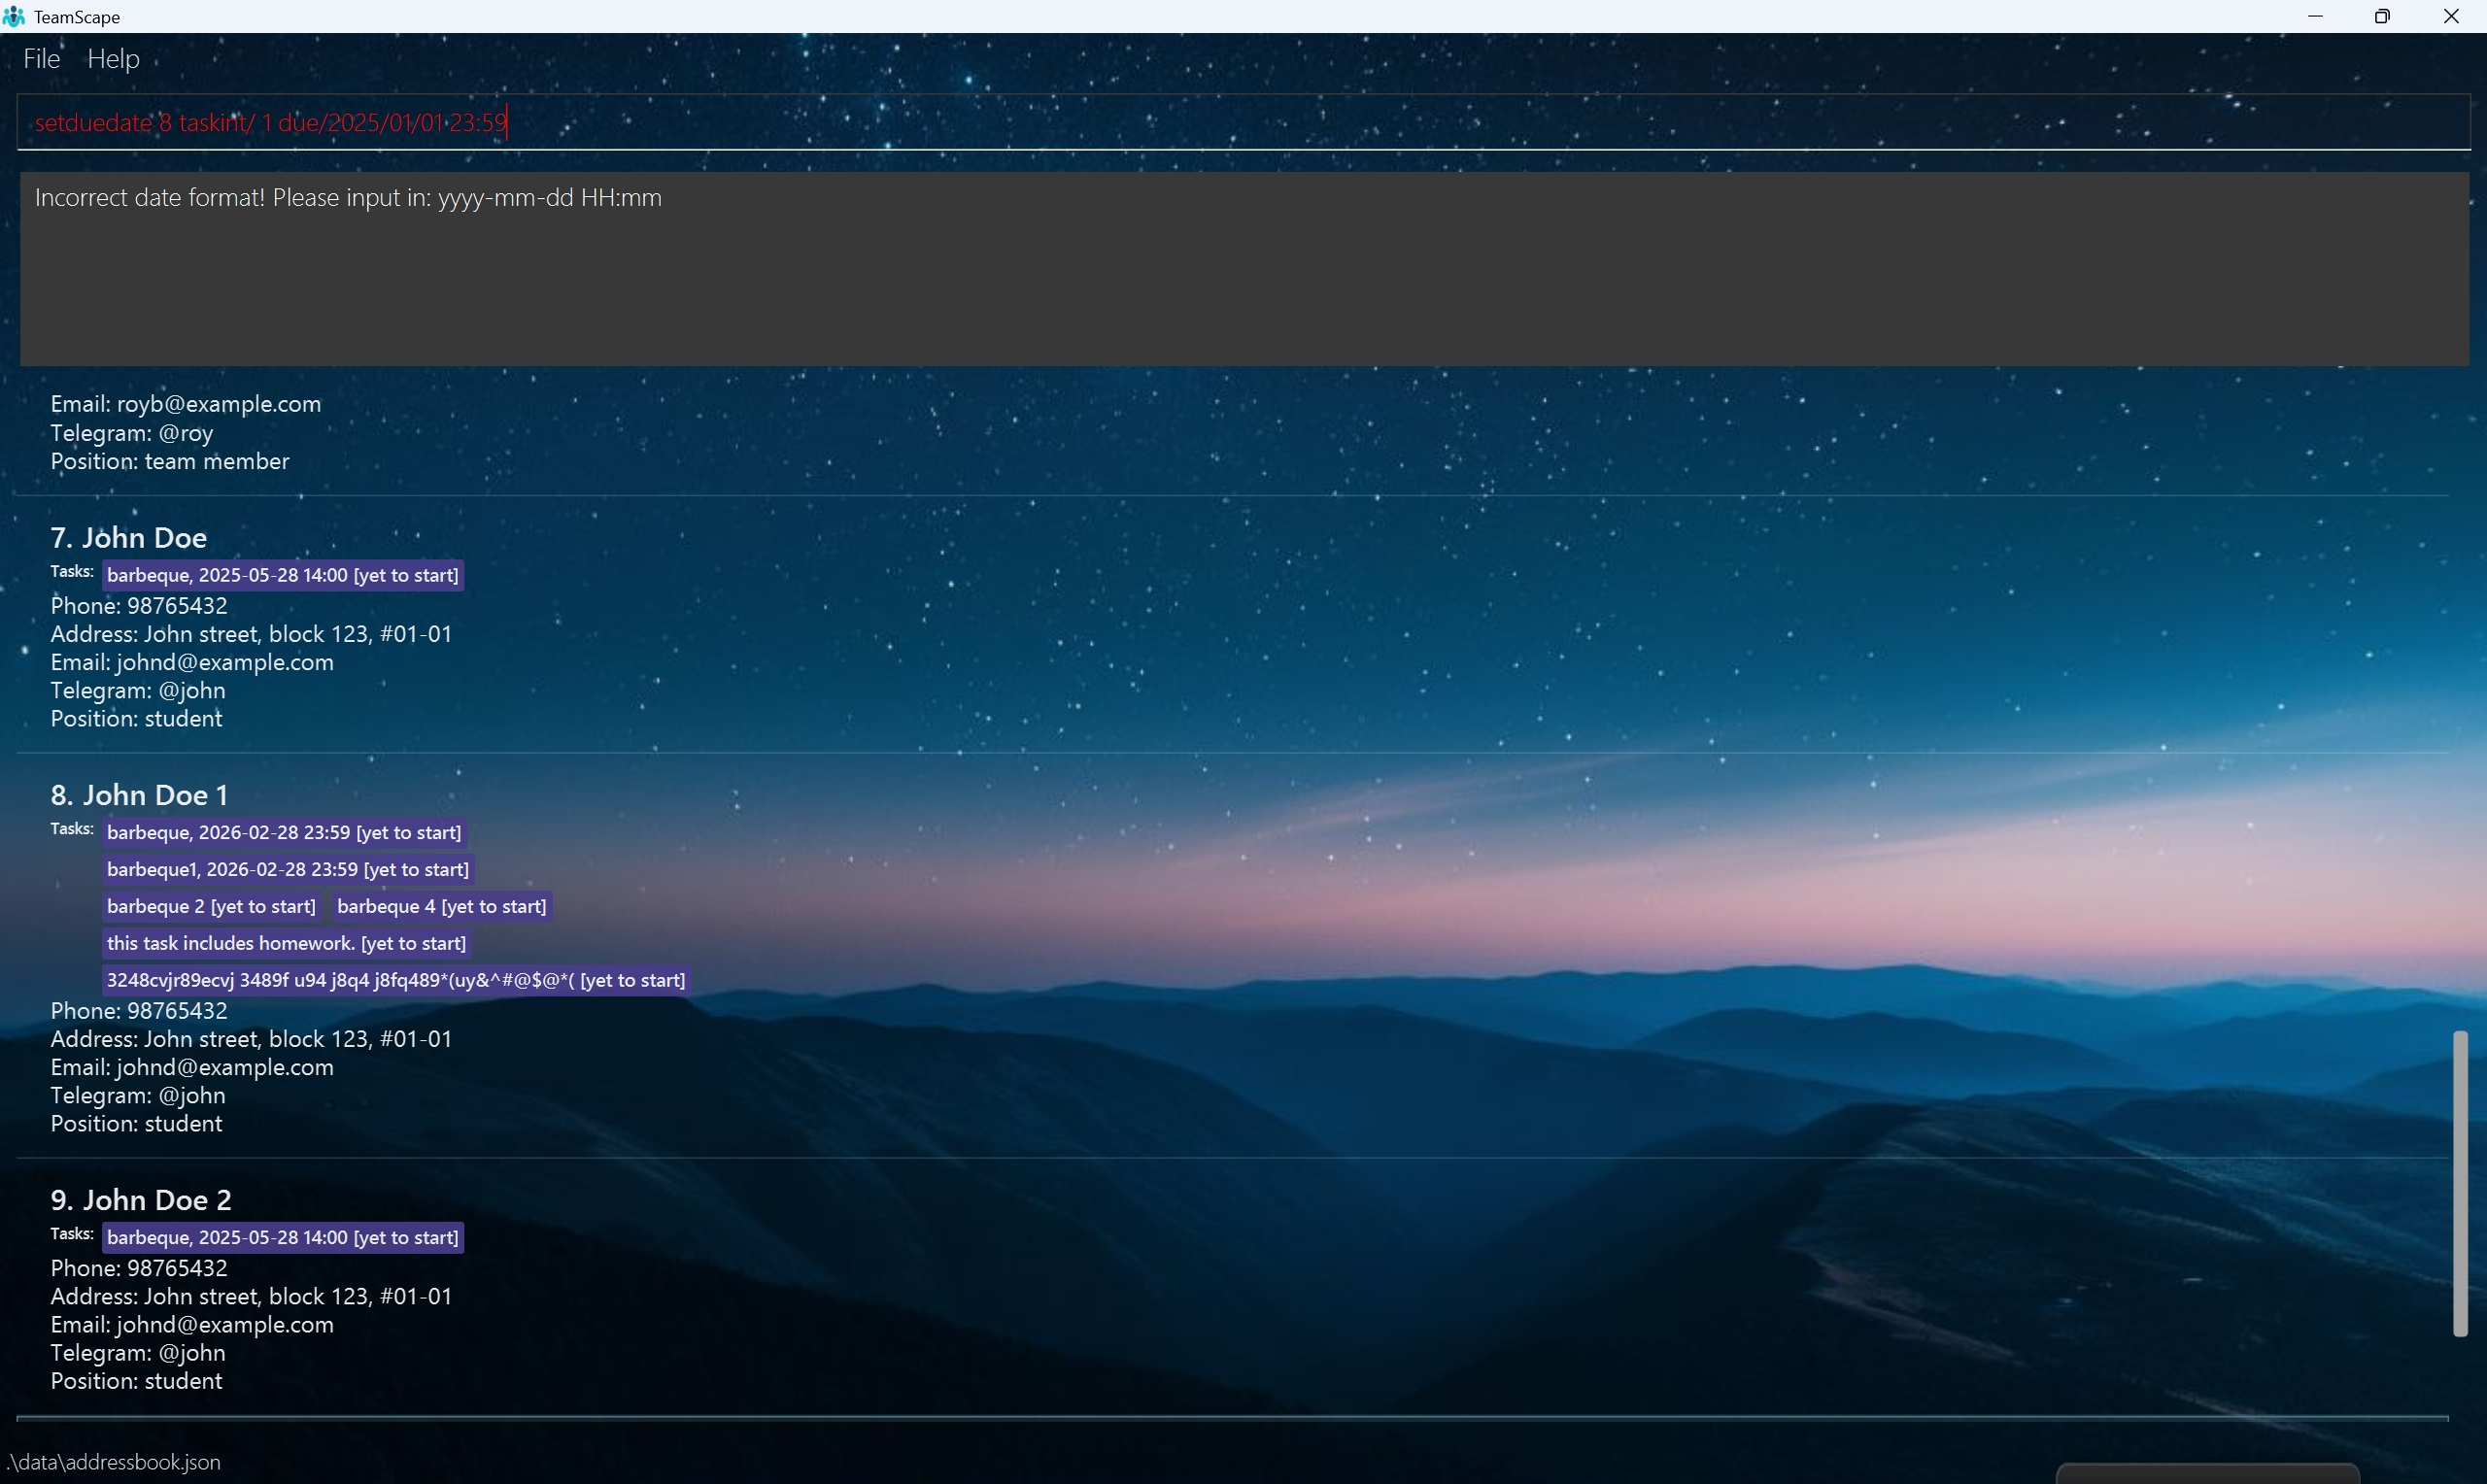 TeamScape
File Help
setduedate 8 taskint/ 1 due/2025/01/01 23:59
Incorrect date format! Please input in: yyyy-mm-dd HH:mm
Email: royb@example.com
Telegram: @roy
Position: team member
7. John Doe
Tasks: barbeque, 2025-05-28 14:00 [yet to start]
Phone: 98765432
Address: John street, block 123, #01-01
Email: johnd@example.com
Telegram: @john
Position: student
8. John Doe 1
Tasks: barbeque, 2026-02-28 23:59 [yet to start]
barbeque1, 2026-02-28 23:59 [yet to start]
barbeque 2 [yet to start] barbeque 4 [yet to start]
this task includes homework. [yet to start]
3248cvjr89ecvj 3489f u94 j8q4 j8fq489*(uy&^#@$@*( [yet to start]
Phone: 98765432
Address: John street, block 123, #01-01
Email: johnd@example.com
Telegram: @john
Position: student
9. John Doe 2
Tasks: barbeque, 2025-05-28 14:00 [yet to start]
Phone: 98765432
Address: John street, block 123, #01-01
Email: johnd@example.com
Telegram: @john
Position: student
.\data\addressbook.json